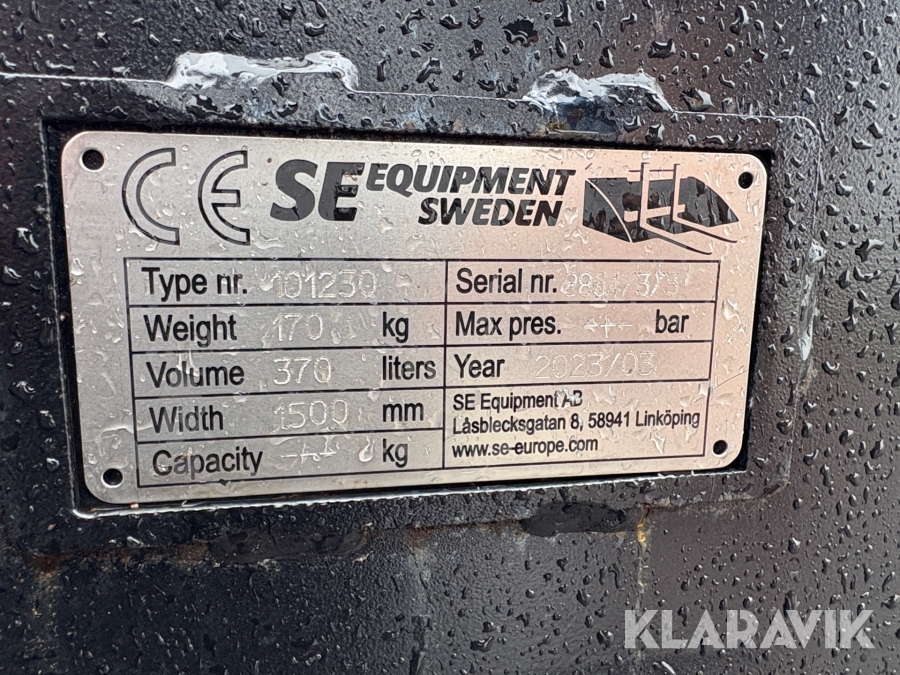 CE SE EQUIPMENT
SWEDEN
Type nr. 101230 Serial nr.
Weight 170 kg Max pres. -+- bar
Volume 370 liters Year 2023/03
Width 1500 mm SE Equipment AB
Låsblecksgatan 8, 58941 Linköping
Capacity -++ kg www.se-europe.com
KLARAVIK